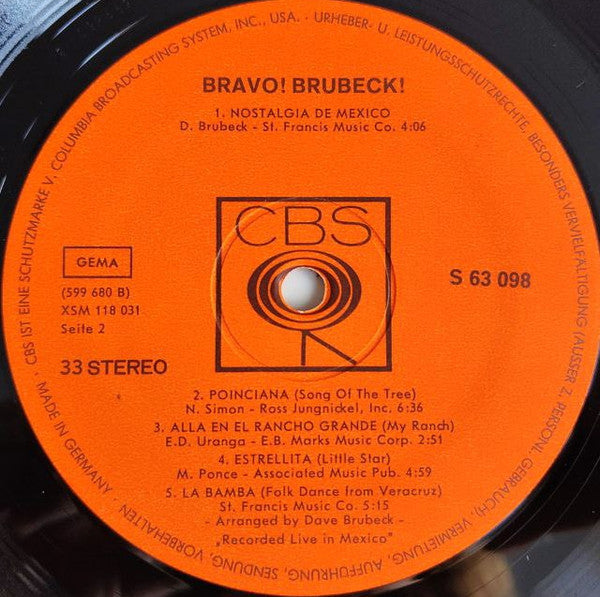 BRAVO! BRUBECK!
1. NOSTALGIA DE MEXICO
D. Brubeck - St. Francis Music Co. 4:06
CBS
GEMA
(599 680 B)
XSM 118 031
Seite 2
33 STEREO
S 63 098
2. POINCIANA (Song Of The Tree)
N. Simon - Ross Jungnickel, Inc. 6:36
3. ALLA EN EL RANCHO GRANDE (My Ranch)
E.D. Uranga - E.B. Marks Music Corp. 2:51
4. ESTRELLITA (Little Star)
M. Ponce - Associated Music Pub. 4:59
5. LA BAMBA (Folk Dance from Veracruz)
St. Francis Music Co. 5:15
- Arranged by Dave Brubeck -
„Recorded Live in Mexico”
· CBS IST EINE SCHUTZMARKE V. COLUMBIA BROADCASTING SYSTEM, INC., USA. · URHEBER- U. LEISTUNGSSCHUTZRECHTE, BESONDERS VERVIELFÄLTIGUNG (AUSSER Z. PERSÖNL. GEBRAUCH), VERMIETUNG, AUFFÜHRUNG, SENDUNG, VORBEHALTEN · MADE IN GERMANY